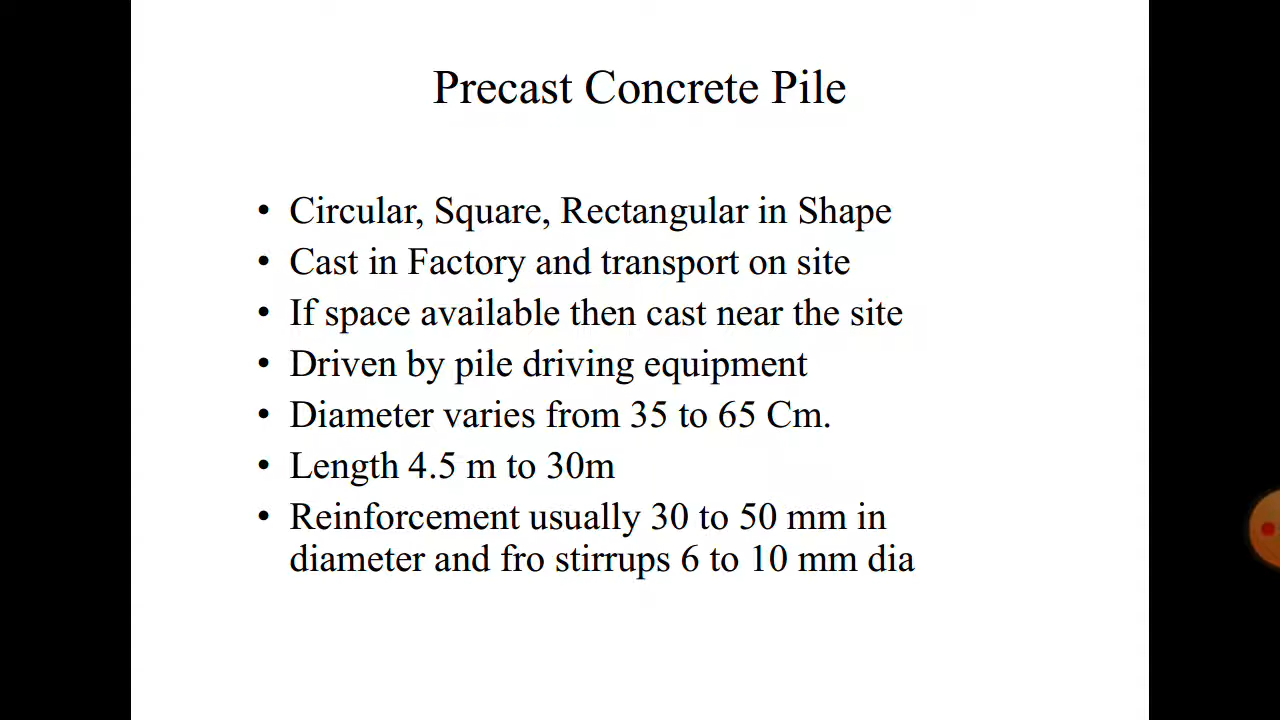 Precast Concrete Pile
• Circular, Square, Rectangular in Shape
• Cast in Factory and transport on site
• If space available then cast near the site
• Driven by pile driving equipment
• Diameter varies from 35 to 65 Cm.
• Length 4.5 m to 30m
• Reinforcement usually 30 to 50 mm in
diameter and fro stirrups 6 to 10 mm dia